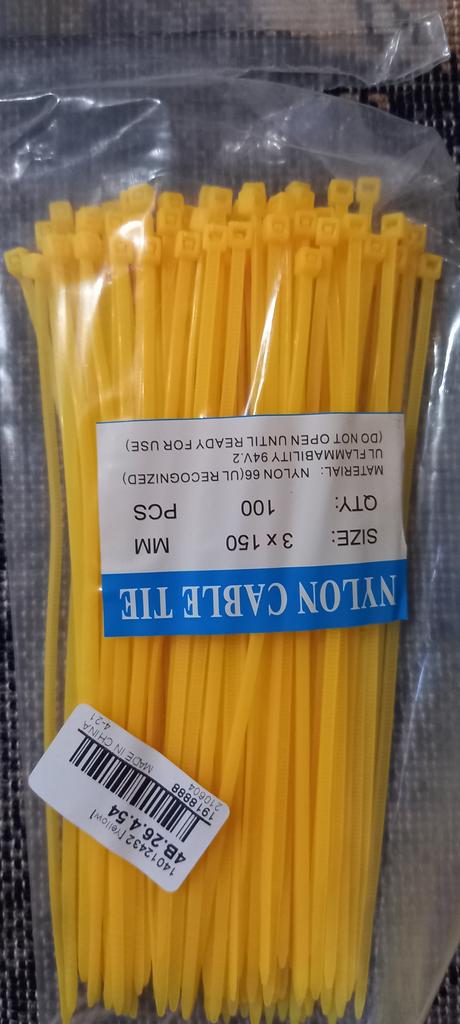 NYLON CABLE TIE
SIZE: 3 x 150 MM
QTY: 100 PCS
MATERIAL: NYLON 66(UL RECOGNIZED)
UL FLAMMABILITY 94V.2
(DO NOT OPEN UNTIL READY FOR USE)
14012432 [Yellow]
4B.26.4.54
1918888
210604
MADE IN CHINA
4-21